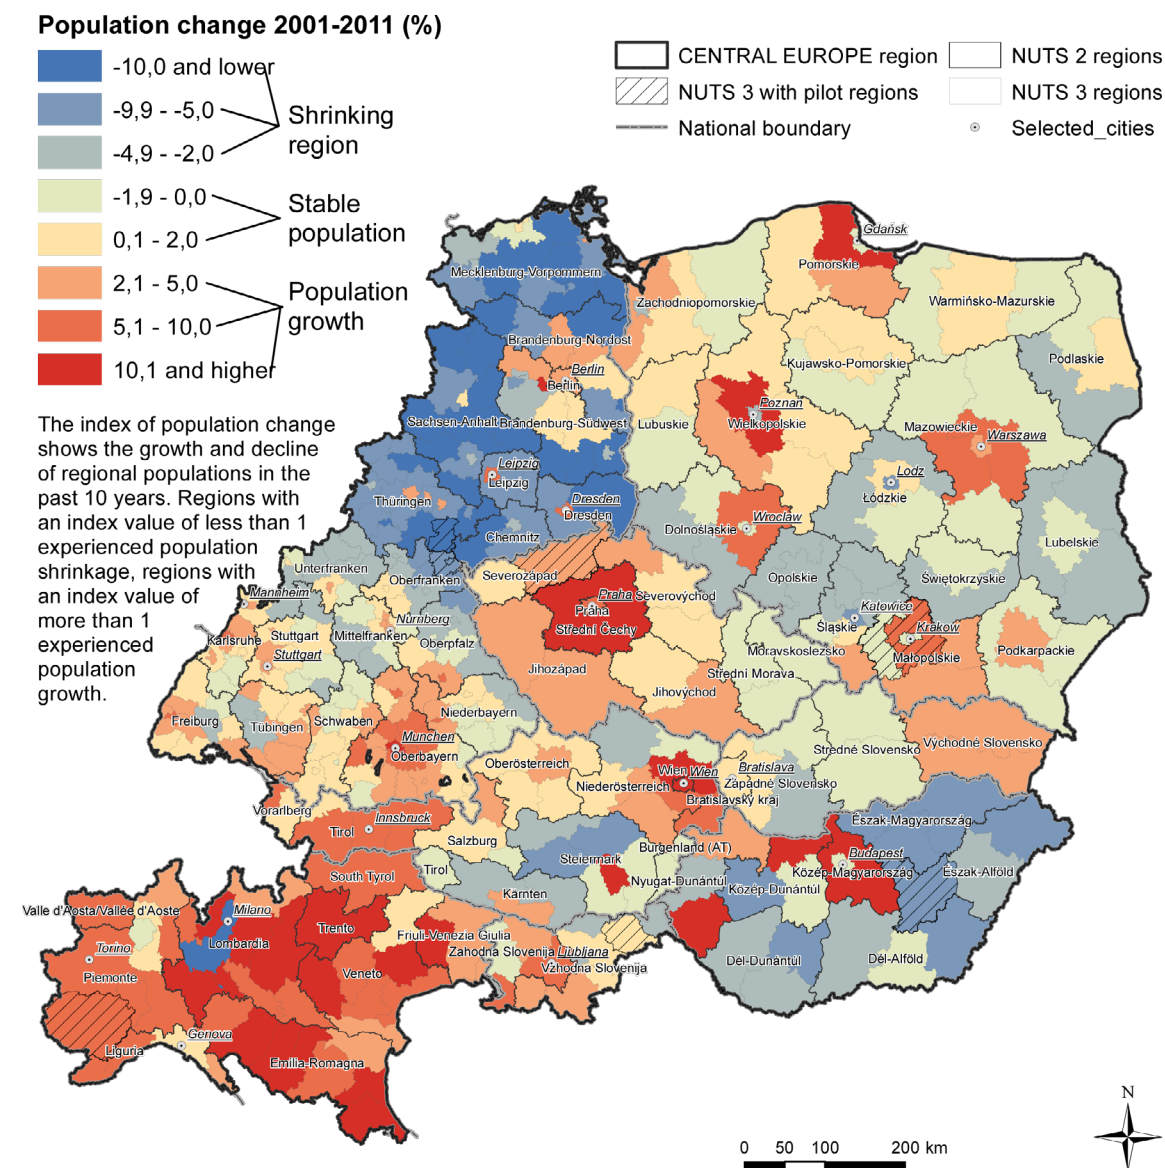 Population change 2001-2011 (%)
-10,0 and lower
-9,9 - -5,0
-4,9 - -2,0
Shrinking
region
-1,9 - 0,0
0,1 - 2,0
Stable
population
2,1 - 5,0
5,1 - 10,0
10,1 and higher
Population
growth
CENTRAL EUROPE region
NUTS 2 regions
NUTS 3 with pilot regions
NUTS 3 regions
National boundary
Selected_cities
The index of population change
shows the growth and decline
of regional populations in the
past 10 years. Regions with
an index value of less than 1
experienced population
shrinkage, regions with
an index value of
more than 1
experienced
population
growth.
Gdańsk
Pomorskie
Mecklenburg-Vorpommern
Zachodniopomorskie
Warmińsko-Mazurskie
Brandenburg-Nordost
Kujawsko-Pomorskie
Podlaskie
Berlin
Berlin
Poznań
Wielkopolskie
Sachsen-Anhalt
Brandenburg-Südwest
Lubuskie
Mazowieckie
Warszawa
Leipzig
Leipzig
Lodz
Łódzkie
Thüringen
Dresden
Dresden
Wroclaw
Dolnośląskie
Chemnitz
Lubelskie
Unterfranken
Oberfranken
Severozápad
Opolskie
Świętokrzyskie
Mannheim
Praha
Praha
Severovýchod
Katowice
Śląskie
Krakow
Karlsruhe
Stuttgart
Mittelfranken
Nürnberg
Oberpfalz
Střední Čechy
Moravskoslezsko
Małopolskie
Podkarpackie
Stuttgart
Jihozápad
Střední Morava
Jihovýchod
Freiburg
Tübingen
Schwaben
Niederbayern
Munchen
Oberbayern
Stredné Slovensko
Východné Slovensko
Oberösterreich
Wien
Wien
Bratislava
Západné Slovensko
Niederösterreich
Bratislavský kraj
Vorarlberg
Innsbruck
Tirol
Salzburg
Észak-Magyarország
Burgenland (AT)
Budapest
Steiermark
Tirol
South Tyrol
Nyugat-Dunántúl
Közép-Dunántúl
Közép-Magyarország
Észak-Alföld
Kärnten
Valle d'Aosta/Vallée d'Aoste
Milano
Lombardia
Trento
Friuli-Venezia Giulia
Torino
Piemonte
Veneto
Zahodna Slovenija
Ljubljana
Vzhodna Slovenija
Dél-Dunántúl
Dél-Alföld
Genova
Liguria
Emilia-Romagna
N
0 50 100 200 km